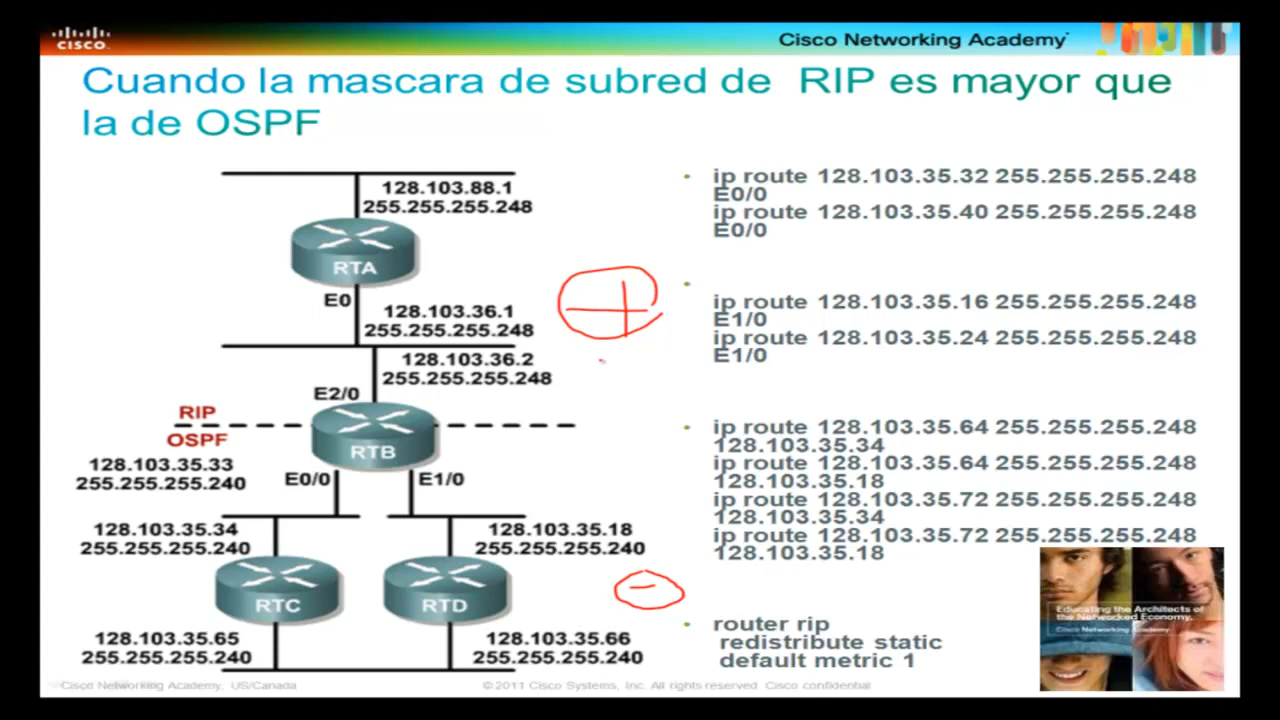 CISCO.
Cisco Networking Academy
Cuando la mascara de subred de RIP es mayor que
la de OSPF
128.103.88.1
255.255.255.248
RTA
E0
128.103.36.1
255.255.255.248
128.103.36.2
255.255.255.248
E2/0
RIP
OSPF
RTB
128.103.35.33
255.255.255.240
E0/0
E1/0
128.103.35.34
255.255.255.240
128.103.35.18
255.255.255.240
RTC
RTD
128.103.35.65
255.255.255.240
128.103.35.66
255.255.255.240
• ip route 128.103.35.32 255.255.255.248
E0/0
ip route 128.103.35.40 255.255.255.248
E0/0
•
ip route 128.103.35.16 255.255.255.248
E1/0
ip route 128.103.35.24 255.255.255.248
E1/0
• ip route 128.103.35.64 255.255.255.248
128.103.35.34
ip route 128.103.35.64 255.255.255.248
128.103.35.18
ip route 128.103.35.72 255.255.255.248
128.103.35.34
ip route 128.103.35.72 255.255.255.248
128.103.35.18
• router rip
redistribute static
default metric 1
Educating the Architects of
the Networked Economy.
Cisco Networking Academy
Cisco Networking Academy, US/Canada
© 2011 Cisco Systems, Inc. All rights reserved. Cisco confidential